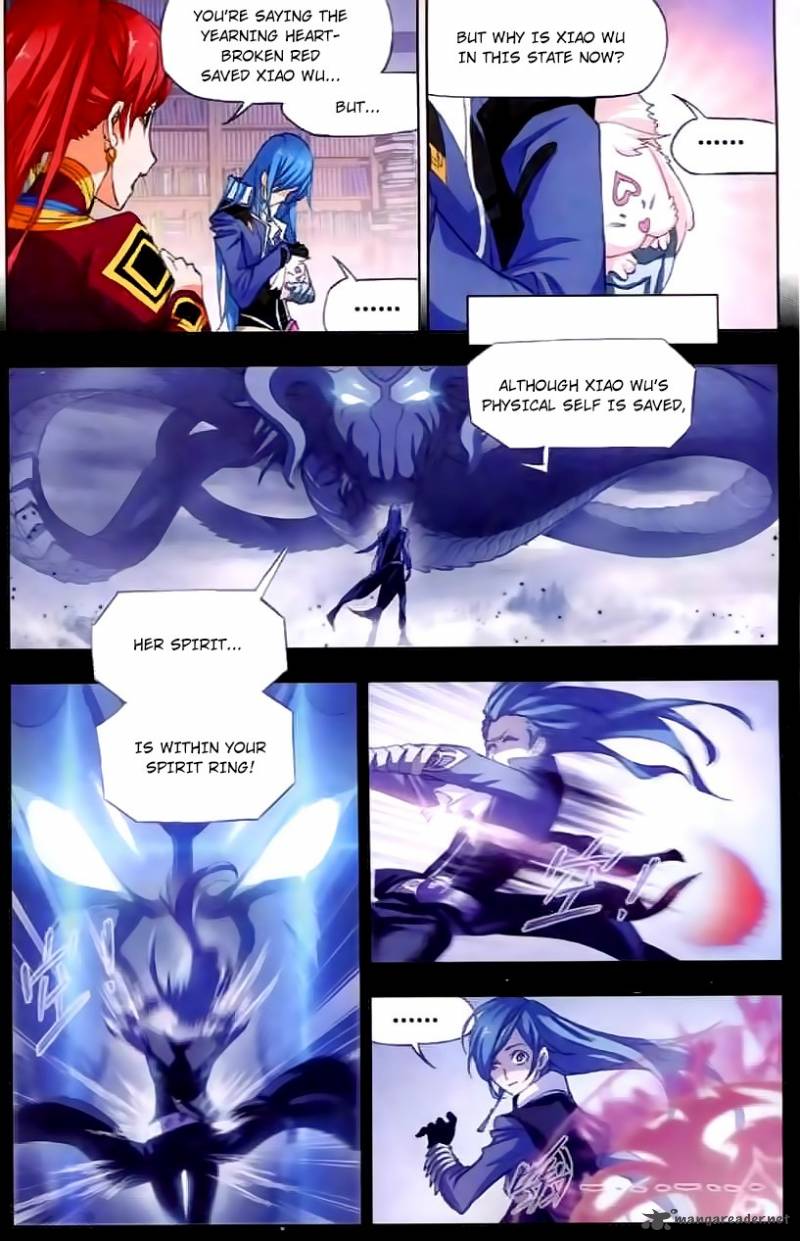 YOU'RE SAYING THE
YEARNING HEART-
BROKEN RED
SAVED XIAO WU...
BUT...
......
BUT WHY IS XIAO WU
IN THIS STATE NOW?
......
ALTHOUGH XIAO WU'S
PHYSICAL SELF IS SAVED,
HER SPIRIT...
IS WITHIN YOUR
SPIRIT RING!
......
mangareader.net